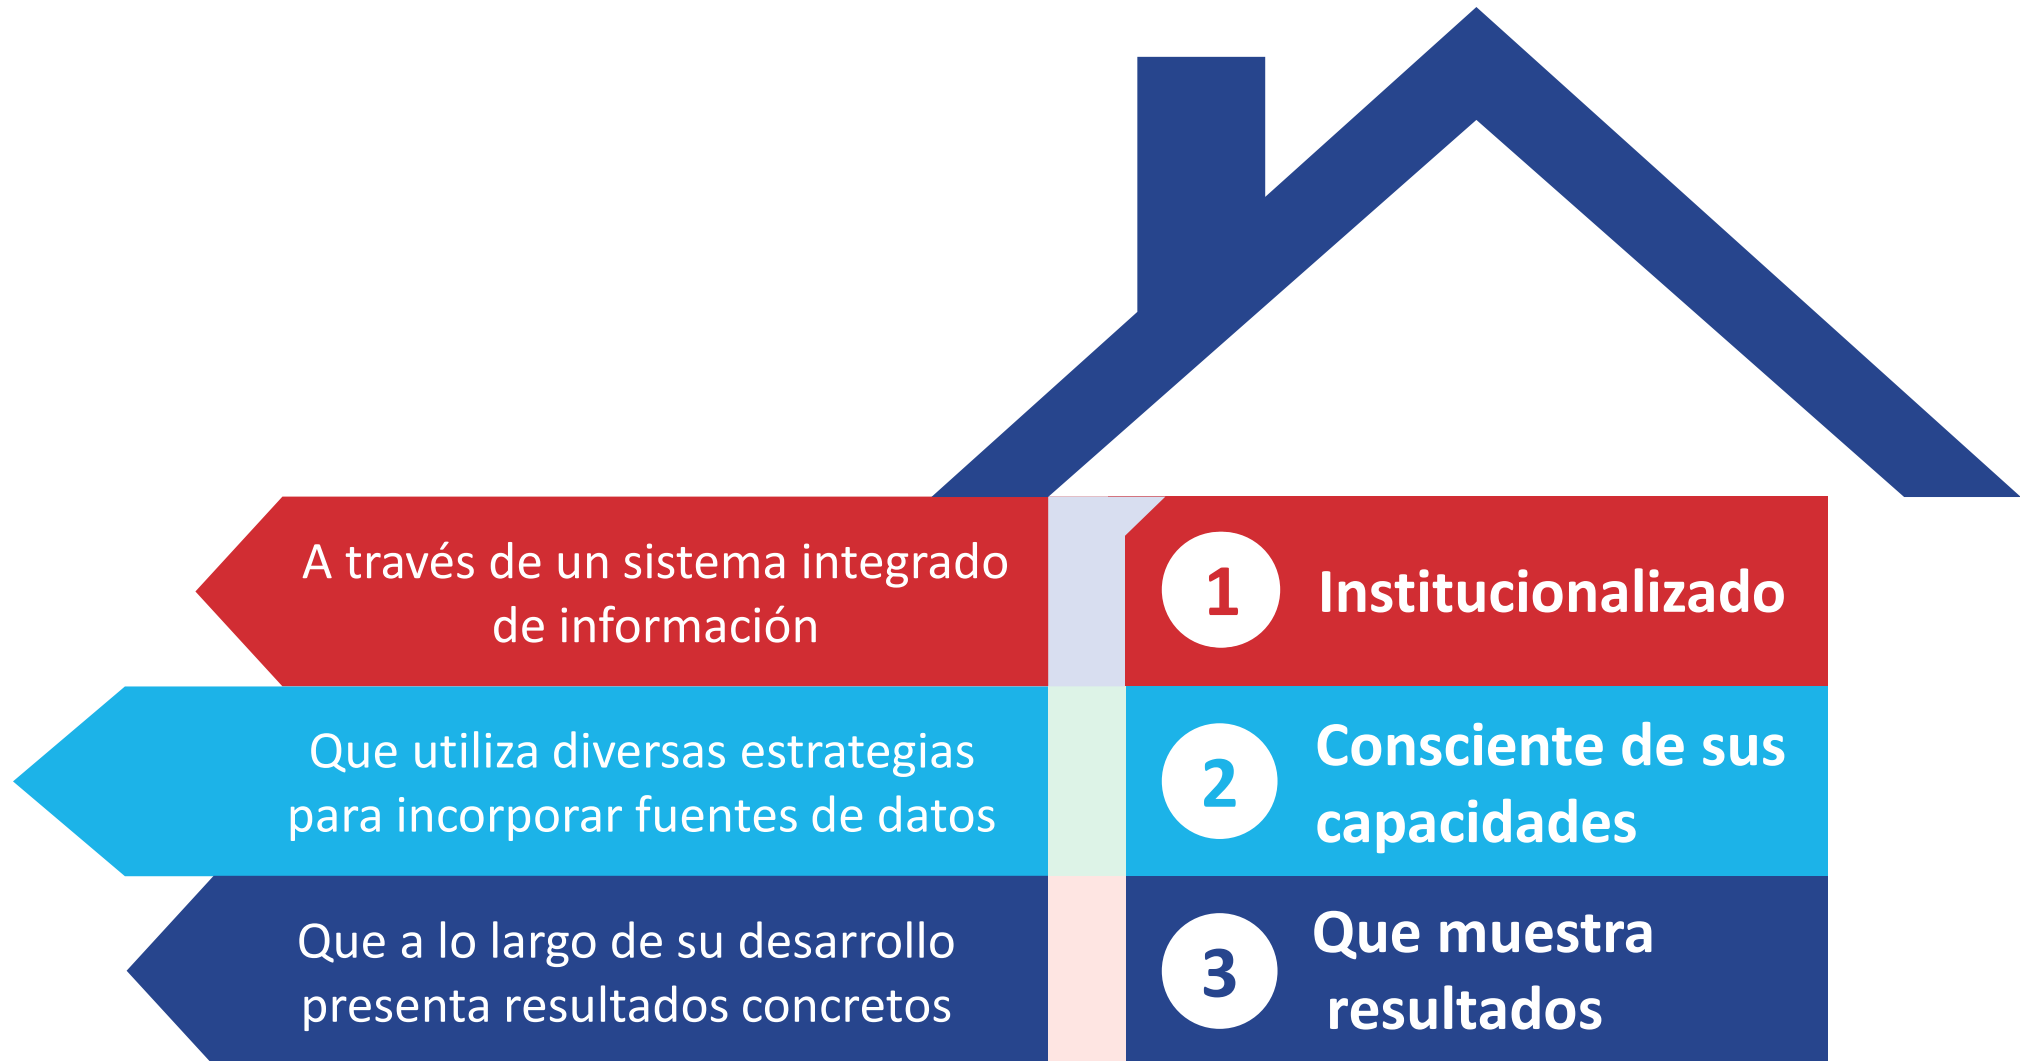 A través de un sistema integrado
de información
1
Institucionalizado
Que utiliza diversas estrategias
para incorporar fuentes de datos
2
Consciente de sus
capacidades
Que a lo largo de su desarrollo
presenta resultados concretos
3
Que muestra
resultados